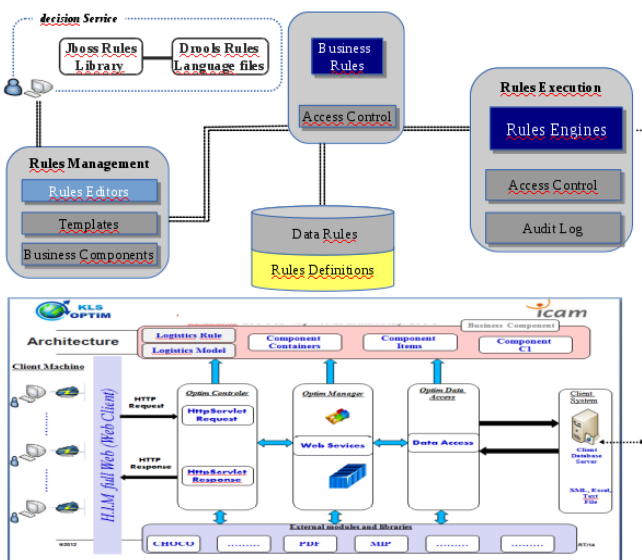 decision Service
Jboss Rules
Library
Drools Rules
Language files
Business
Rules
Access Control
Rules Execution
Rules Engines
Access Control
Audit Log
Rules Management
Rules Editors
Templates
Business Components
Data Rules
Rules Definitions
KLS
OPTIM
icam
Architecture
Business Component
Logistics Rule
Logistics Model
Component
Containers
Component
Items
Component
C1
Client Machino
HTTP
Request
HTTP
Response
H.I.M full Web (Web Client)
Optim Controler
HttpServlet
Request
HttpServlet
Response
Optim Manager
Web Sevices
Optim Data
Access
Data Access
Client
System
Client
Database
Server
XML, Excel,
Text
File
External modules and libraries
CHOCO
.........
PDF
MIP
.........
.........